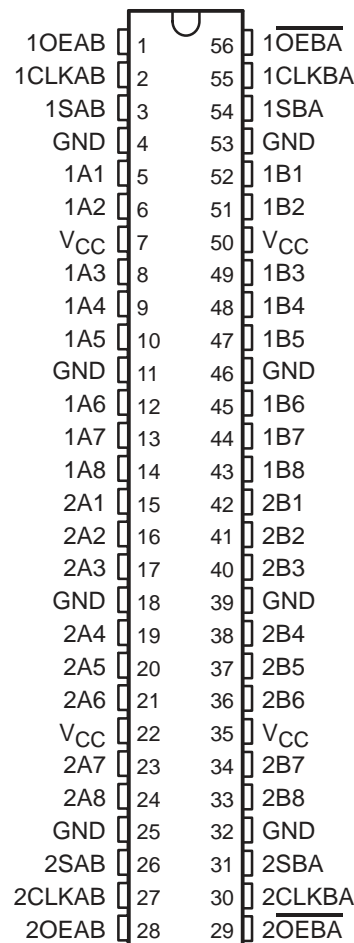 1OEAB 1 56 1O̅E̅B̅A̅
1CLKAB 2 55 1CLKBA
1SAB 3 54 1SBA
GND 4 53 GND
1A1 5 52 1B1
1A2 6 51 1B2
VCC 7 50 VCC
1A3 8 49 1B3
1A4 9 48 1B4
1A5 10 47 1B5
GND 11 46 GND
1A6 12 45 1B6
1A7 13 44 1B7
1A8 14 43 1B8
2A1 15 42 2B1
2A2 16 41 2B2
2A3 17 40 2B3
GND 18 39 GND
2A4 19 38 2B4
2A5 20 37 2B5
2A6 21 36 2B6
VCC 22 35 VCC
2A7 23 34 2B7
2A8 24 33 2B8
GND 25 32 GND
2SAB 26 31 2SBA
2CLKAB 27 30 2CLKBA
2OEAB 28 29 2O̅E̅B̅A̅